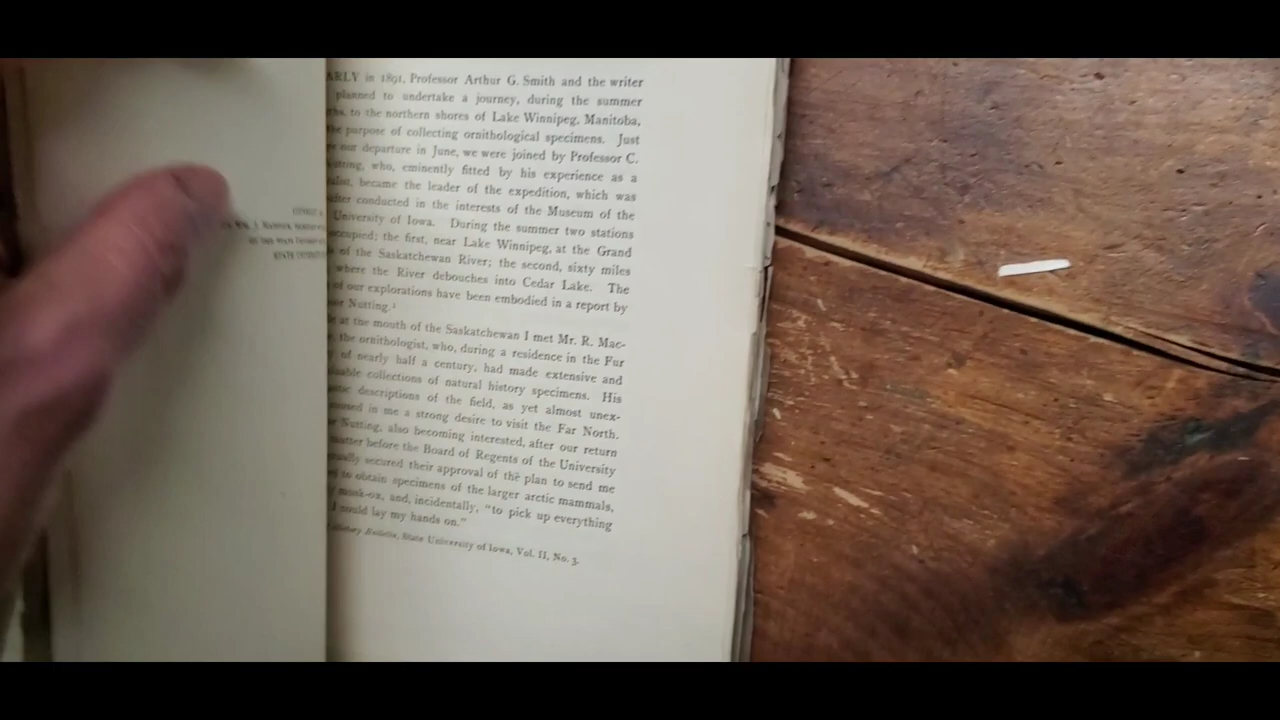 ARLY in 1891, Professor Arthur G. Smith and the writer
planned to undertake a journey, during the summer
to the northern shores of Lake Winnipeg, Manitoba,
purpose of collecting ornithological specimens. Just
our departure in June, we were joined by Professor C.
who, eminently fitted by his experience as a
became the leader of the expedition, which was
conducted in the interests of the Museum of the
University of Iowa. During the summer two stations
occupied; the first, near Lake Winnipeg, at the Grand
of the Saskatchewan River; the second, sixty miles
where the River debouches into Cedar Lake. The
of our explorations have been embodied in a report by
Nutting.¹
at the mouth of the Saskatchewan I met Mr. R. Mac-
the ornithologist, who, during a residence in the Fur
of nearly half a century, had made extensive and
collections of natural history specimens. His
descriptions of the field, as yet almost unex-
in me a strong desire to visit the Far North.
Nutting, also becoming interested, after our return
matter before the Board of Regents of the University
secured their approval of the plan to send me
to obtain specimens of the larger arctic mammals,
musk-ox, and, incidentally, "to pick up everything
I could lay my hands on."
Bulletin, State University of Iowa, Vol. II, No. 3.